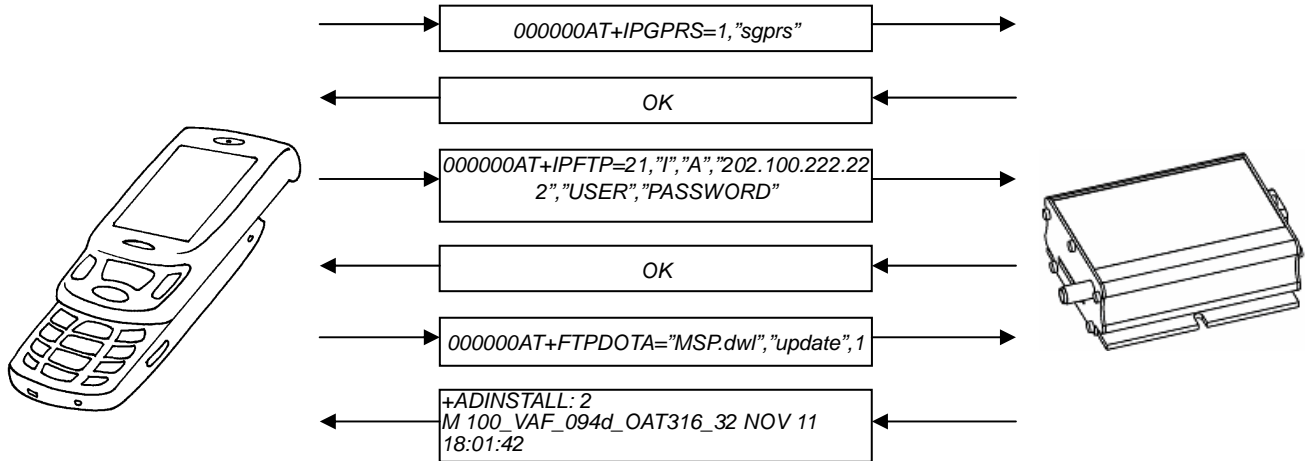 000000AT+IPGPRS=1,”sgprs”
OK
000000AT+IPFTP=21,”I”,”A”,”202.100.222.22
2”,”USER”,”PASSWORD”
OK
000000AT+FTPDOTA=”MSP.dwl”,”update”,1
+ADINSTALL: 2
M 100_VAF_094d_OAT316_32 NOV 11
18:01:42